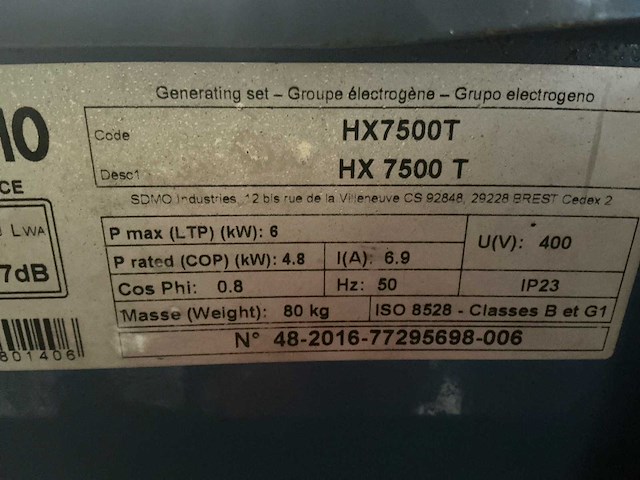 Generating set – Groupe électrogène – Grupo electrogeno
MO
Code HX7500T
Desc1 HX 7500 T
CE
SDMO Industries, 12 bis rue de la Villeneuve CS 92848, 29228 BREST Cedex 2
LWA
7dB
P max (LTP) (kW): 6
U(V): 400
P rated (COP) (kW): 4.8 I(A): 6.9
Cos Phi: 0.8 Hz: 50 IP23
Masse (Weight): 80 kg ISO 8528 - Classes B et G1
N° 48-2016-77295698-006
801406